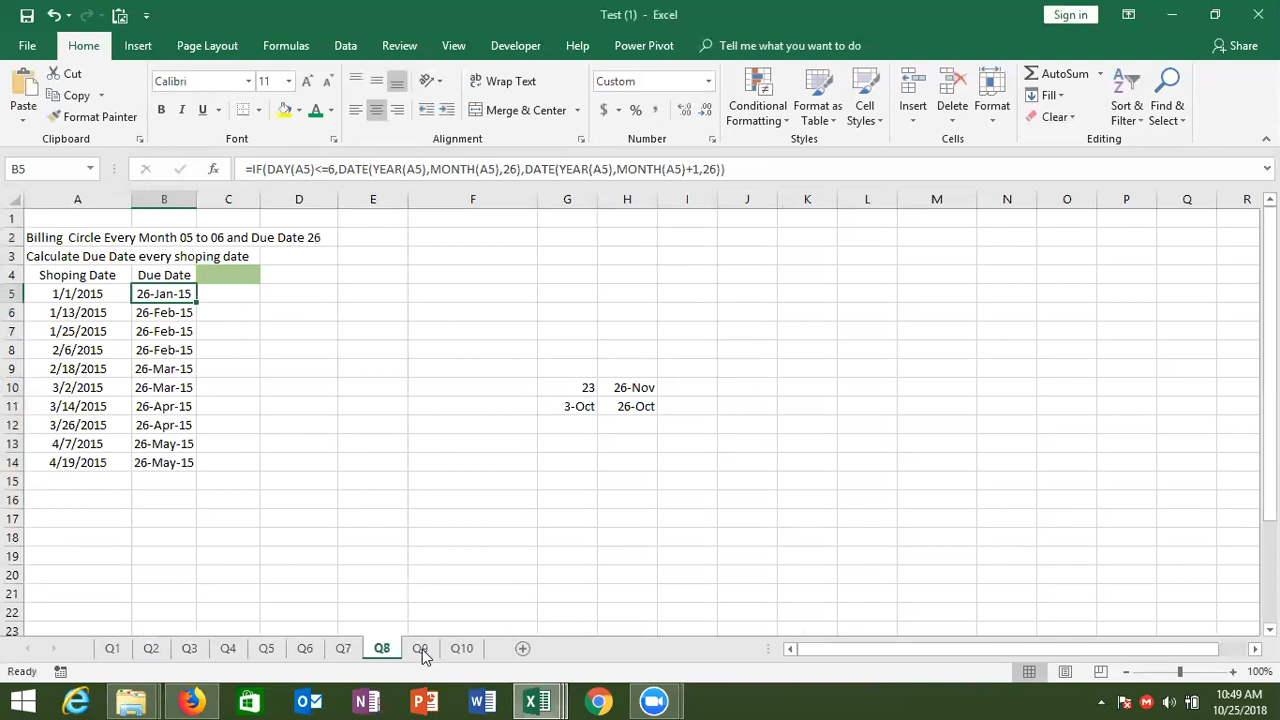 Test (1) - Excel
Sign in
File Home Insert Page Layout Formulas Data Review View Developer Help Power Pivot Tell me what you want to do Share
Paste Cut Copy Format Painter
Calibri 11 B I U A
Wrap Text Merge & Center
Custom $ % ,
Conditional Formatting Format as Table Cell Styles
Insert Delete Format
AutoSum Fill Clear Sort & Filter Find & Select
Clipboard Font Alignment Number Styles Cells Editing
B5 fx =IF(DAY(A5)<=6,DATE(YEAR(A5),MONTH(A5),26),DATE(YEAR(A5),MONTH(A5)+1,26))
A B C D E F G H I J K L M N O P Q R
1
2 Billing Circle Every Month 05 to 06 and Due Date 26
3 Calculate Due Date every shoping date
4 Shoping Date Due Date
5 1/1/2015 26-Jan-15
6 1/13/2015 26-Feb-15
7 1/25/2015 26-Feb-15
8 2/6/2015 26-Feb-15
9 2/18/2015 26-Mar-15
10 3/2/2015 26-Mar-15 23 26-Nov
11 3/14/2015 26-Apr-15 3-Oct 26-Oct
12 3/26/2015 26-Apr-15
13 4/7/2015 26-May-15
14 4/19/2015 26-May-15
15
16
17
18
19
20
21
22
23
Q1 Q2 Q3 Q4 Q5 Q6 Q7 Q8 Q9 Q10
Ready 100%
10:49 AM
10/25/2018